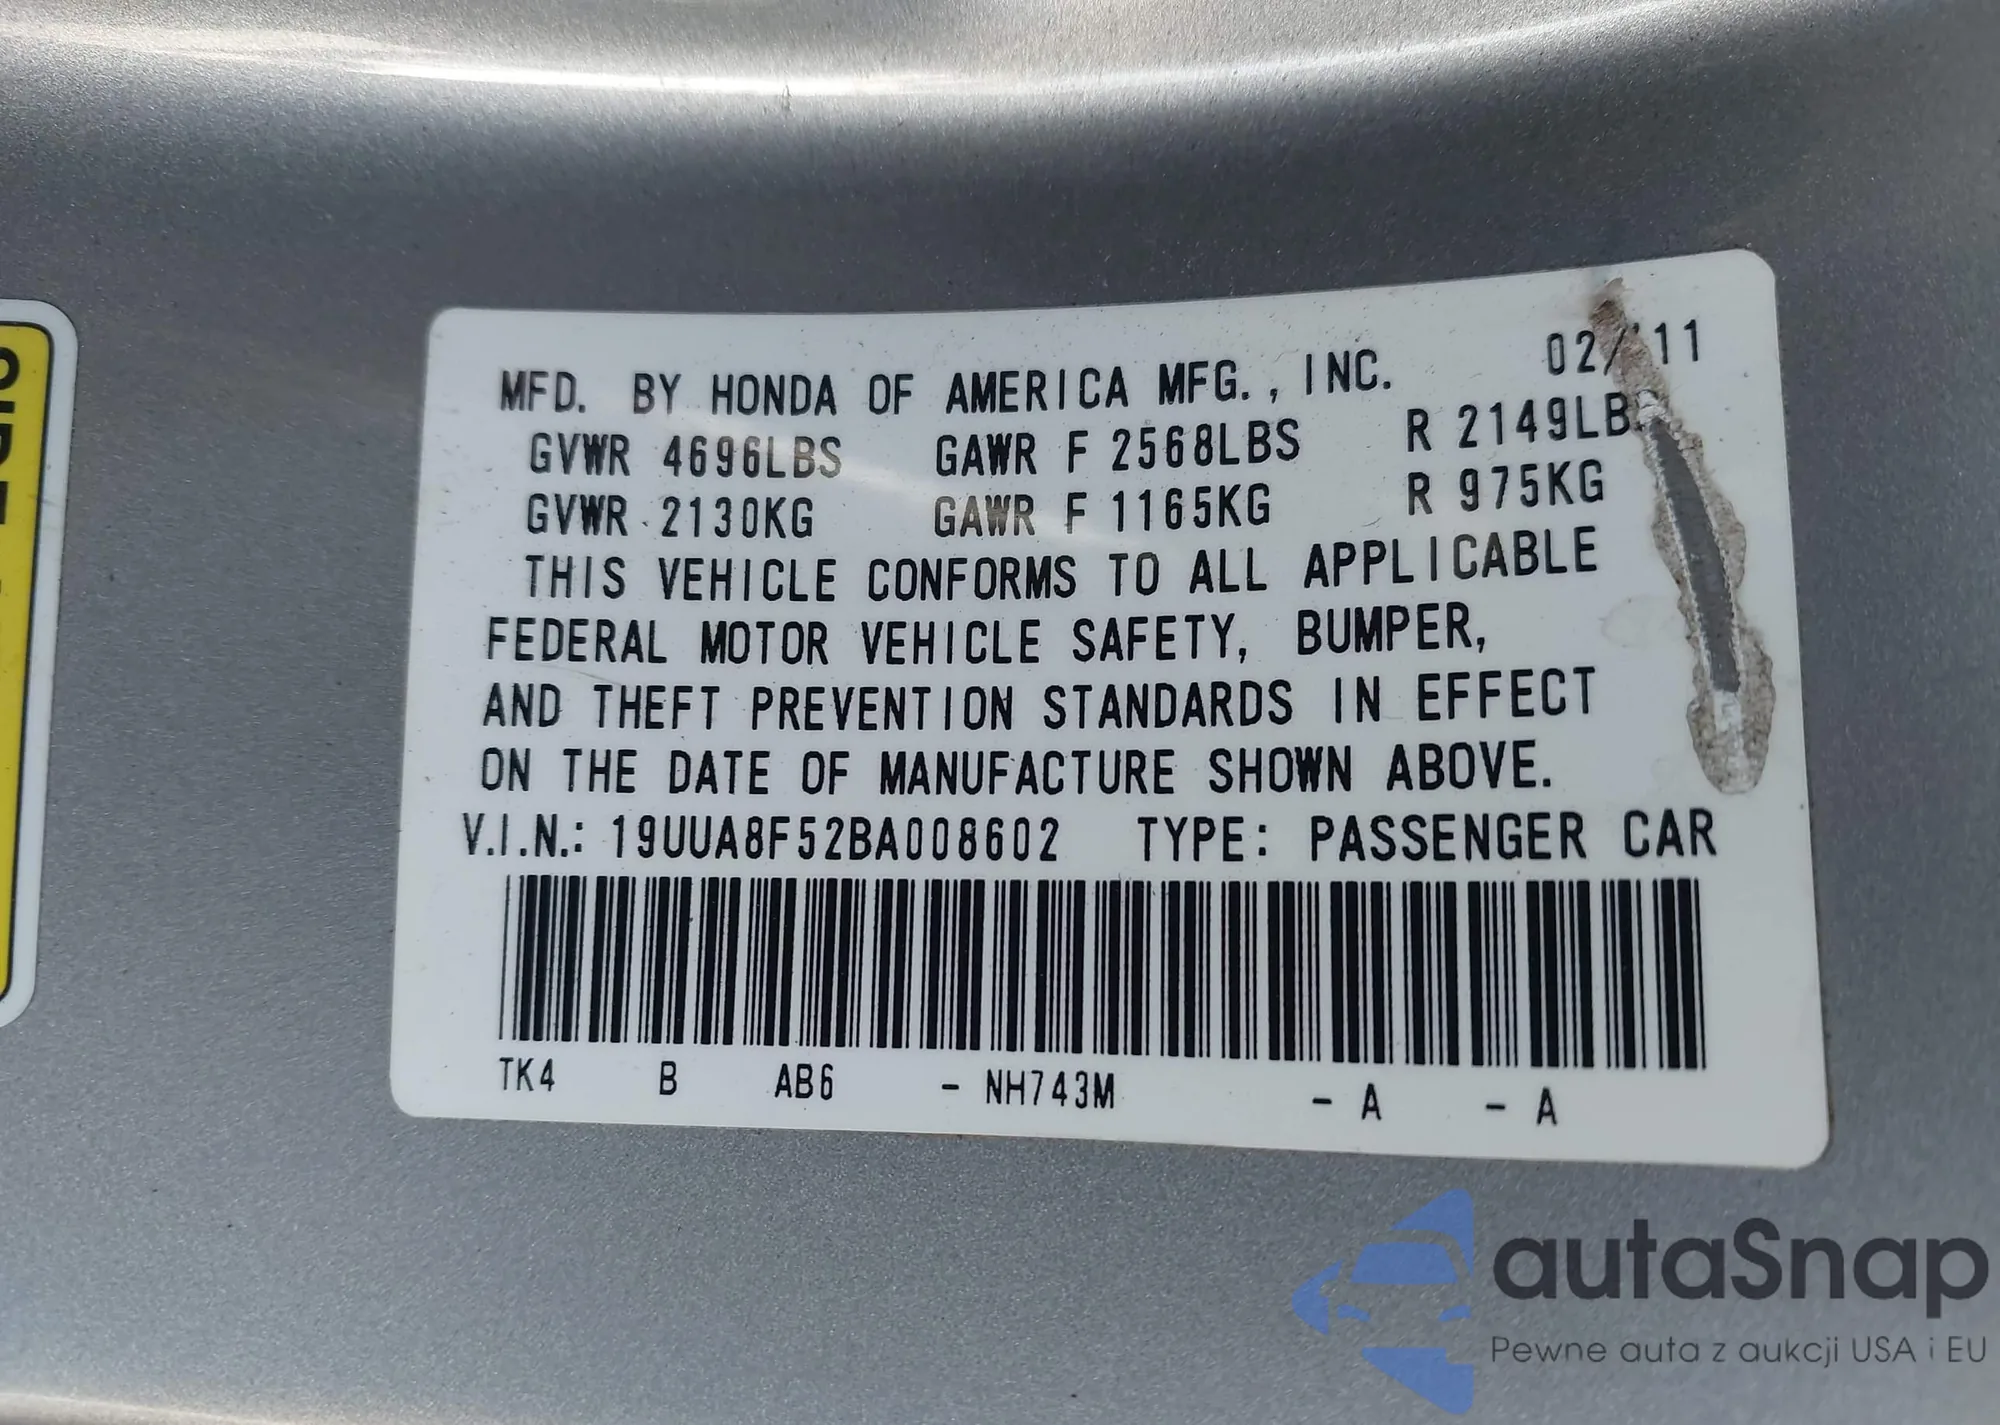 MFD. BY HONDA OF AMERICA MFG., INC. 02/'11
GVWR 4696LBS GAWR F 2568LBS R 2149LB
GVWR 2130KG GAWR F 1165KG R 975KG
THIS VEHICLE CONFORMS TO ALL APPLICABLE
FEDERAL MOTOR VEHICLE SAFETY, BUMPER,
AND THEFT PREVENTION STANDARDS IN EFFECT
ON THE DATE OF MANUFACTURE SHOWN ABOVE.
V.I.N.: 19UUA8F52BA008602 TYPE: PASSENGER CAR
TK4 B AB6 - NH743M - A - A
autaSnap
Pewne auta z aukcji USA i EU